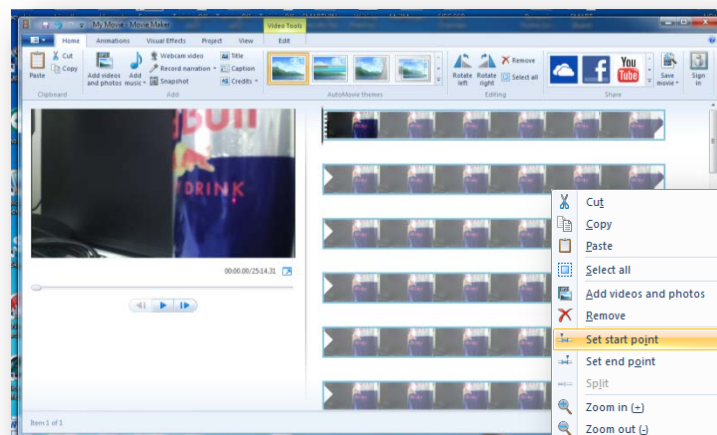 My Movie - Movie Maker
Video Tools
Home Animations Visual Effects Project View Edit
Paste
Cut
Copy
Clipboard
Add videos and photos
Add music
Webcam video
Record narration
Snapshot
Title
Caption
Credits
Add
AutoMovie themes
Rotate left
Rotate right
Remove
Select all
Editing
You
Tube
Share
Save movie
Sign in
DRINK
00:00.00/25:14.31
Cut
Copy
Paste
Select all
Add videos and photos
Remove
Set start point
Set end point
Split
Zoom in (+)
Zoom out (-)
Item 1 of 1